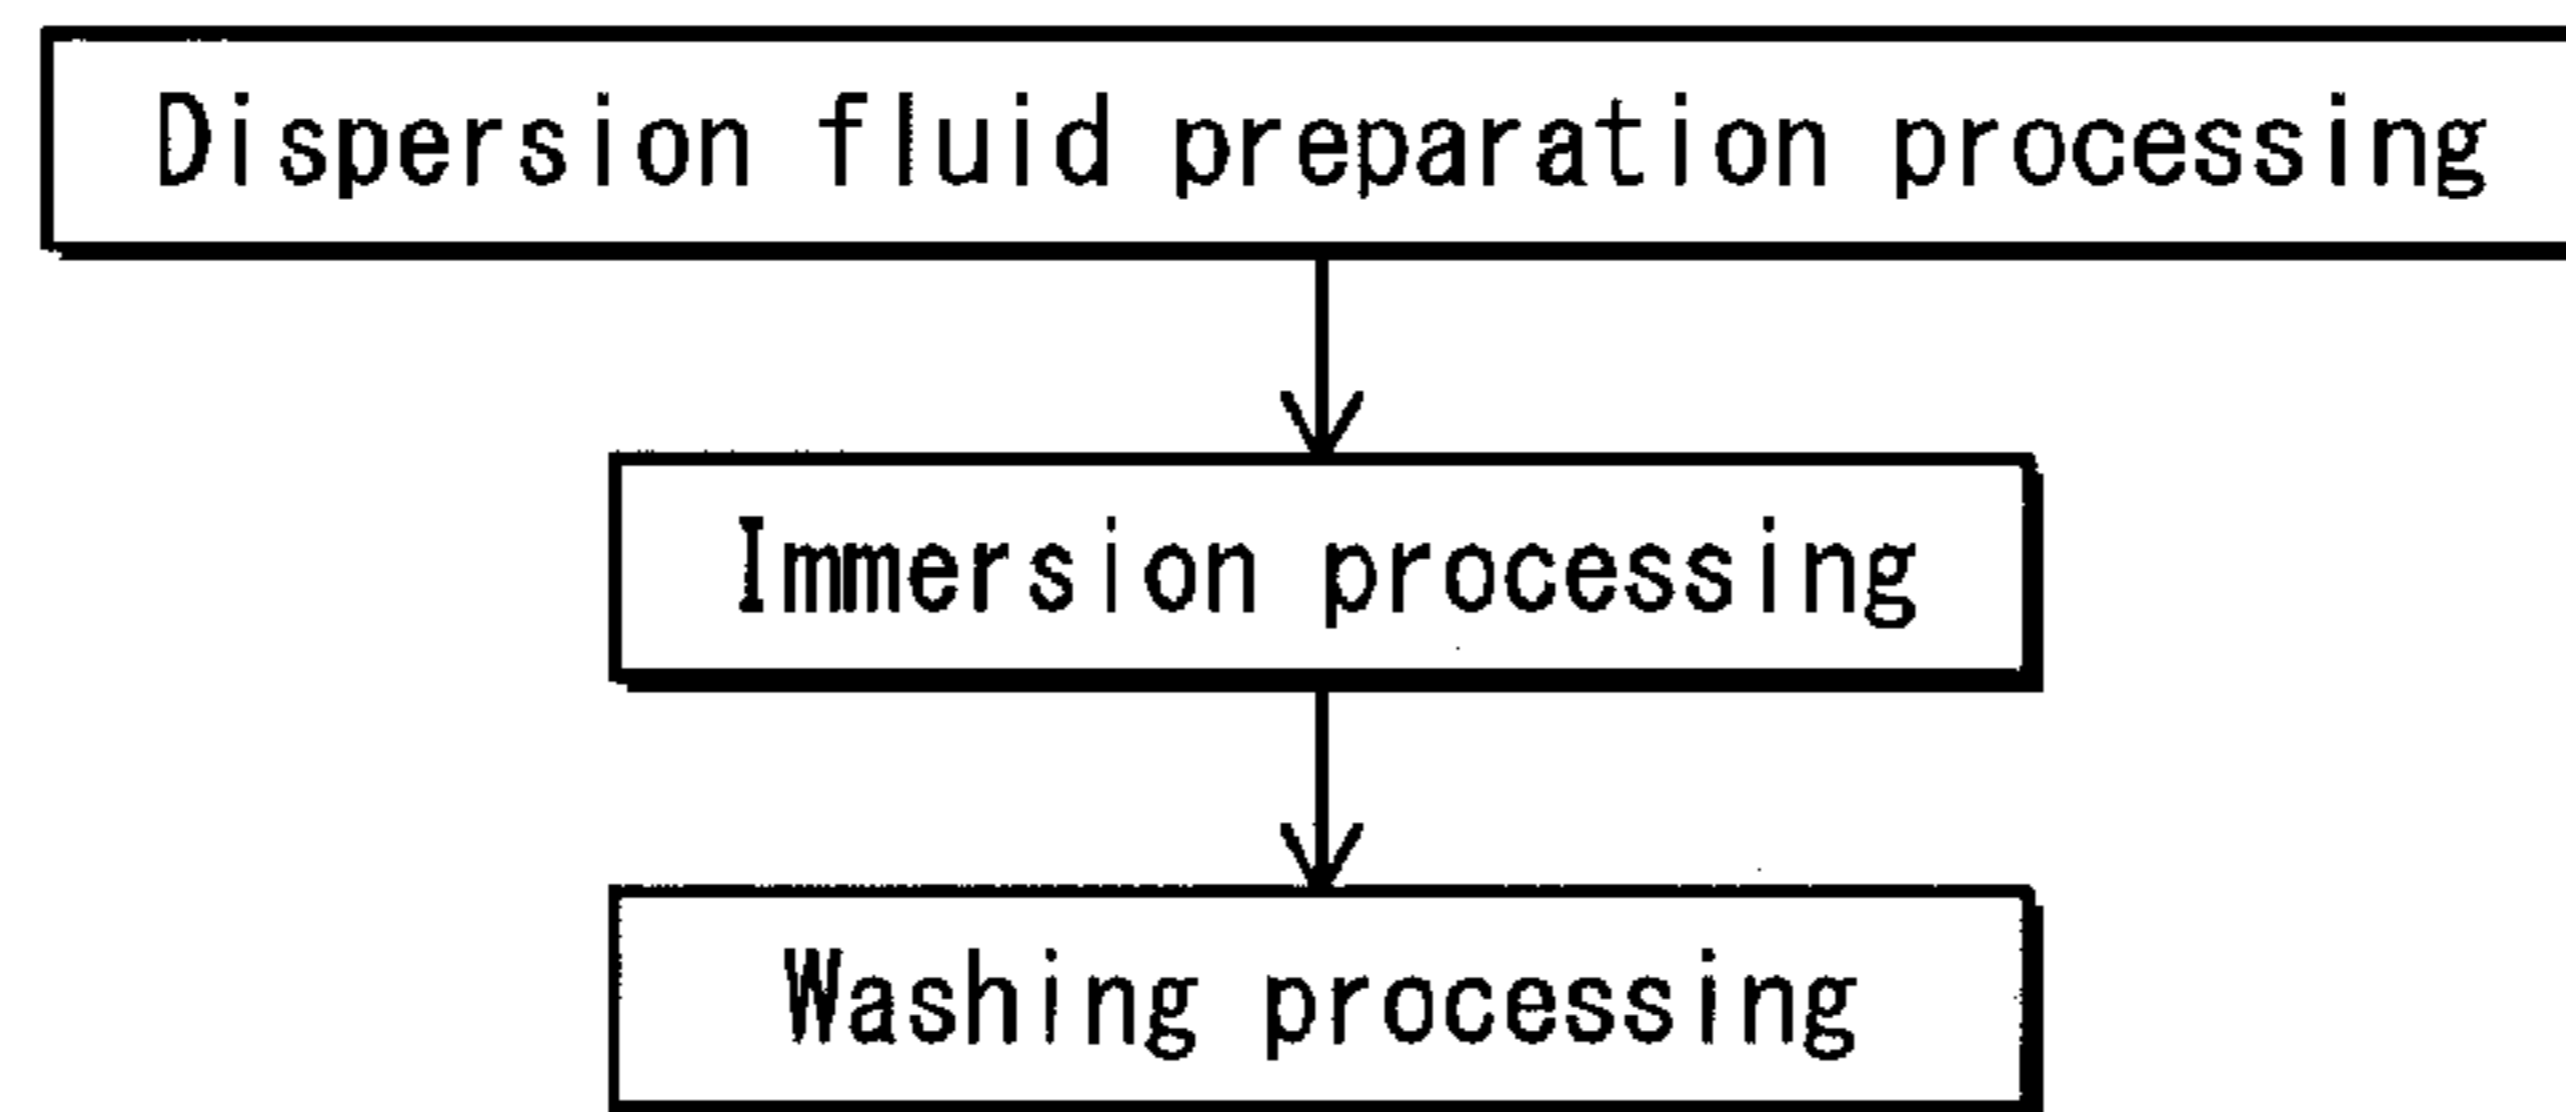 Dispersion fluid preparation processing
Immersion processing
Washing processing